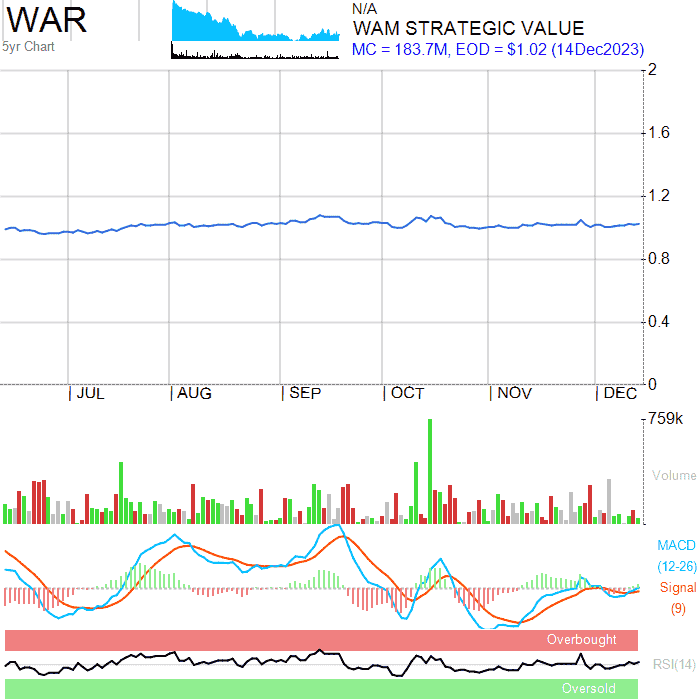 WAR
5yr Chart
N/A
WAM STRATEGIC VALUE
MC = 183.7M, EOD = $1.02 (14Dec2023)
2
1.6
1.2
0.8
0.4
0
JUL AUG SEP OCT NOV DEC
759k
Volume
MACD
(12-26)
Signal
(9)
Overbought
RSI(14)
Oversold